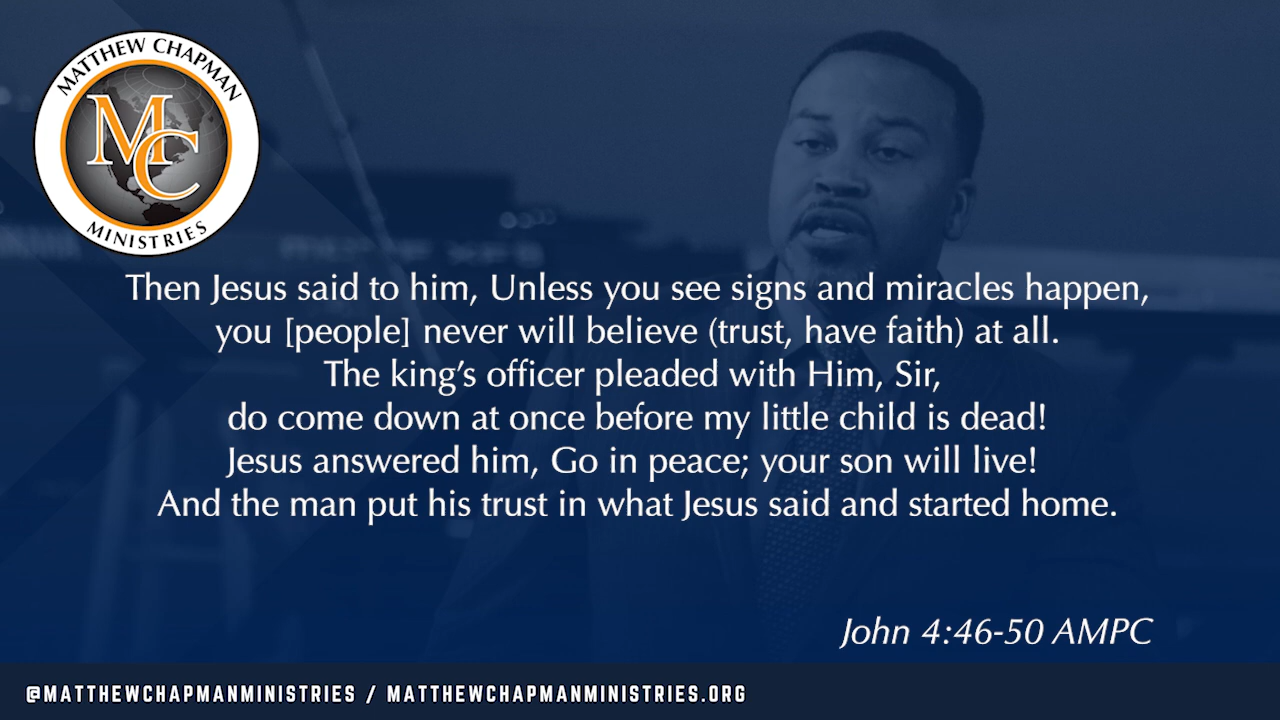 MATTHEW CHAPMAN
MC
MINISTRIES
Then Jesus said to him, Unless you see signs and miracles happen,
you [people] never will believe (trust, have faith) at all.
The king’s officer pleaded with Him, Sir,
do come down at once before my little child is dead!
Jesus answered him, Go in peace; your son will live!
And the man put his trust in what Jesus said and started home.
John 4:46-50 AMPC
@MATTHEWCHAPMANMINISTRIES / MATTHEWCHAPMANMINISTRIES.ORG